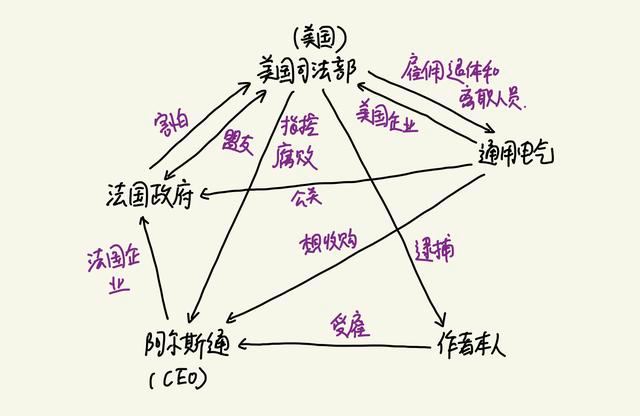 (美国)
美国司法部
雇佣退休和
离职人员.
美国企业
害怕
盟友
指控
腐败
通用电气
法国政府
公关
想收购
逮捕
法国企
业
受雇
阿尔斯通
(CEO)
作者本人